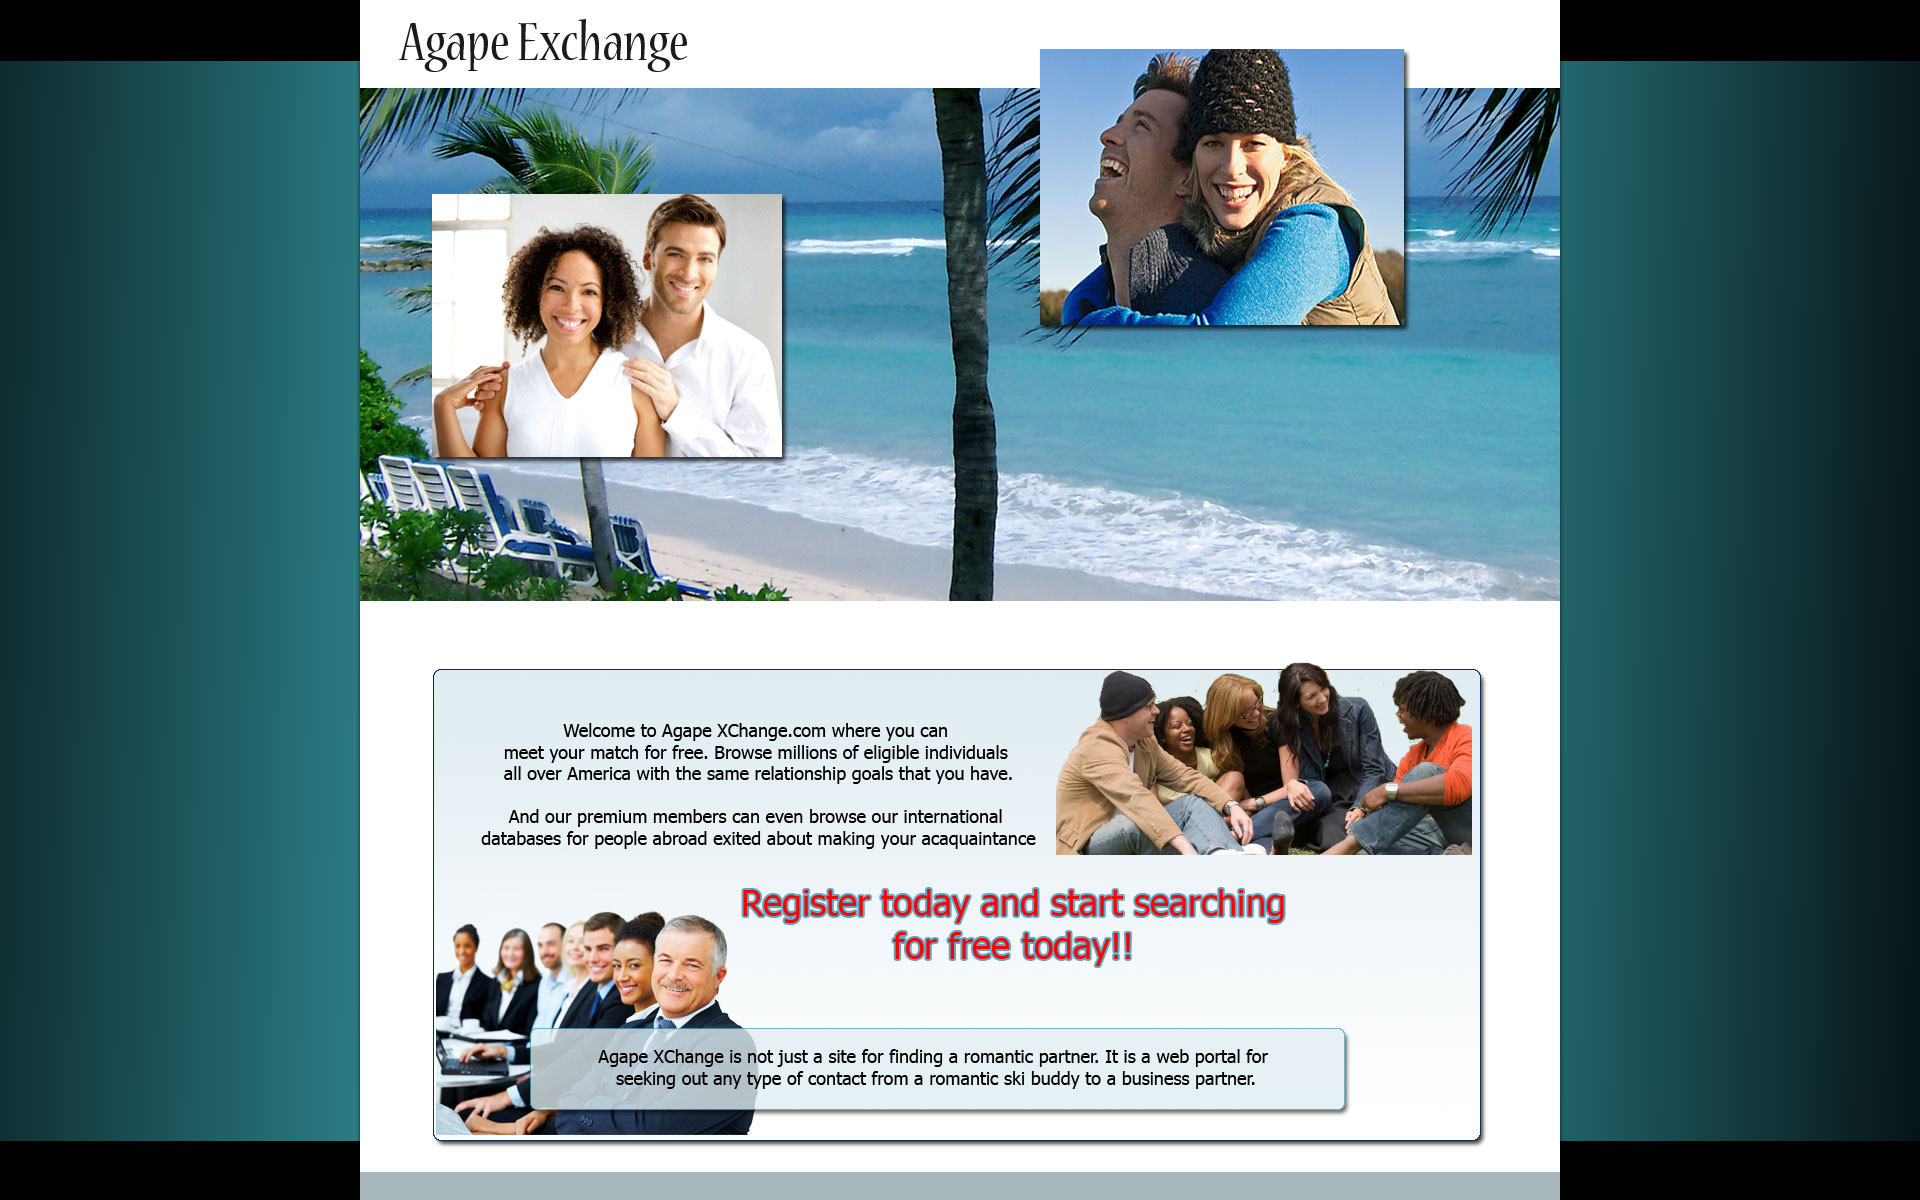 Agape Exchange
Welcome to Agape XChange.com where you can
meet your match for free. Browse millions of eligible individuals
all over America with the same relationship goals that you have.
And our premium members can even browse our international
databases for people abroad exited about making your acaquaintance
Register today and start searching
for free today!!
Agape XChange is not just a site for finding a romantic partner. It is a web portal for
seeking out any type of contact from a romantic ski buddy to a business partner.